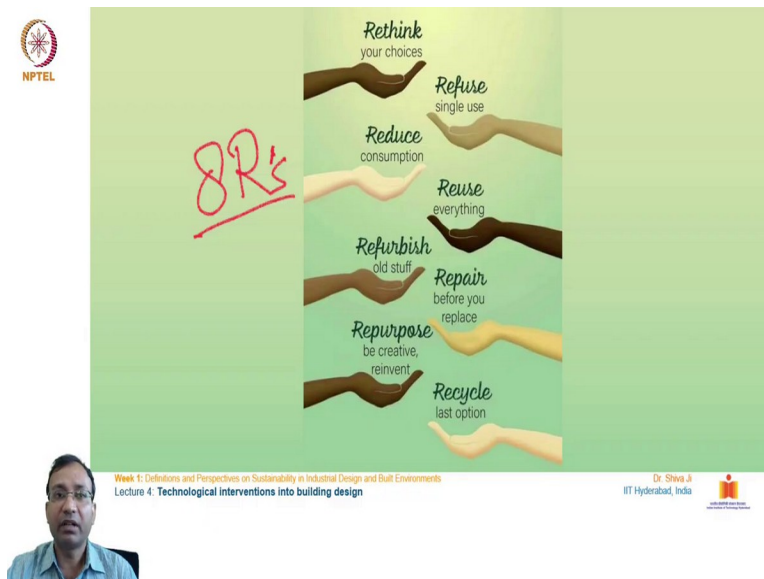 NPTEL
8R's
Rethink
your choices
Refuse
single use
Reduce
consumption
Reuse
everything
Refurbish
old stuff
Repair
before you
replace
Repurpose
be creative,
reinvent
Recycle
last option
Week 1: Definitions and Perspectives on Sustainability in Industrial Design and Built Environments
Lecture 4: Technological interventions into building design
Dr. Shiva Ji
IIT Hyderabad, India